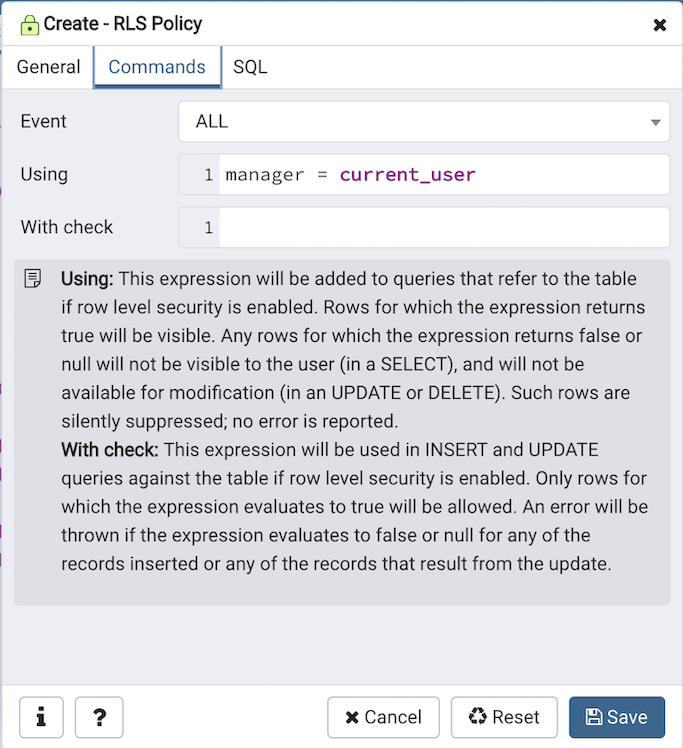 Create - RLS Policy
General Commands SQL
Event ALL
Using 1 manager = current_user
With check 1
Using: This expression will be added to queries that refer to the table
if row level security is enabled. Rows for which the expression returns
true will be visible. Any rows for which the expression returns false or
null will not be visible to the user (in a SELECT), and will not be
available for modification (in an UPDATE or DELETE). Such rows are
silently suppressed; no error is reported.
With check: This expression will be used in INSERT and UPDATE
queries against the table if row level security is enabled. Only rows for
which the expression evaluates to true will be allowed. An error will be
thrown if the expression evaluates to false or null for any of the
records inserted or any of the records that result from the update.
i ? Cancel Reset Save